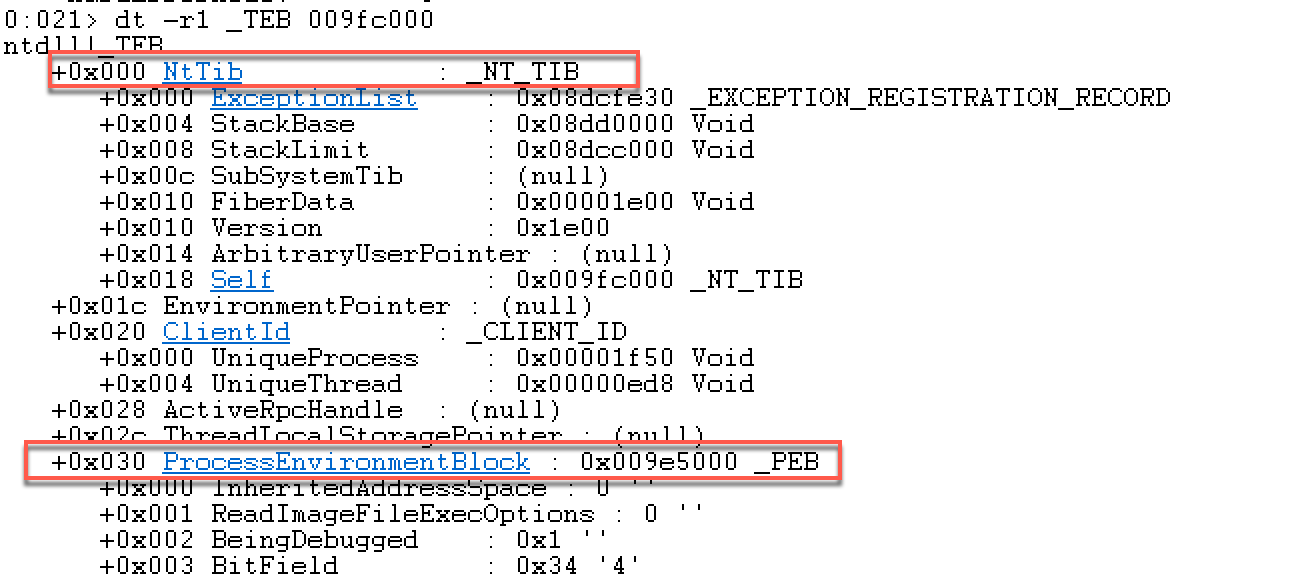 0:021> dt -r1 _TEB 009fc000
ntdll!_TEB
+0x000 NtTib : _NT_TIB
+0x000 ExceptionList : 0x08dcfe30 _EXCEPTION_REGISTRATION_RECORD
+0x004 StackBase : 0x08dd0000 Void
+0x008 StackLimit : 0x08dcc000 Void
+0x00c SubSystemTib : (null)
+0x010 FiberData : 0x00001e00 Void
+0x010 Version : 0x1e00
+0x014 ArbitraryUserPointer : (null)
+0x018 Self : 0x009fc000 _NT_TIB
+0x01c EnvironmentPointer : (null)
+0x020 ClientId : _CLIENT_ID
+0x000 UniqueProcess : 0x00001f50 Void
+0x004 UniqueThread : 0x00000ed8 Void
+0x028 ActiveRpcHandle : (null)
+0x02c ThreadLocalStoragePointer : (null)
+0x030 ProcessEnvironmentBlock : 0x009e5000 _PEB
+0x000 InheritedAddressSpace : 0 ''
+0x001 ReadImageFileExecOptions : 0 ''
+0x002 BeingDebugged : 0x1 ''
+0x003 BitField : 0x34 '4'